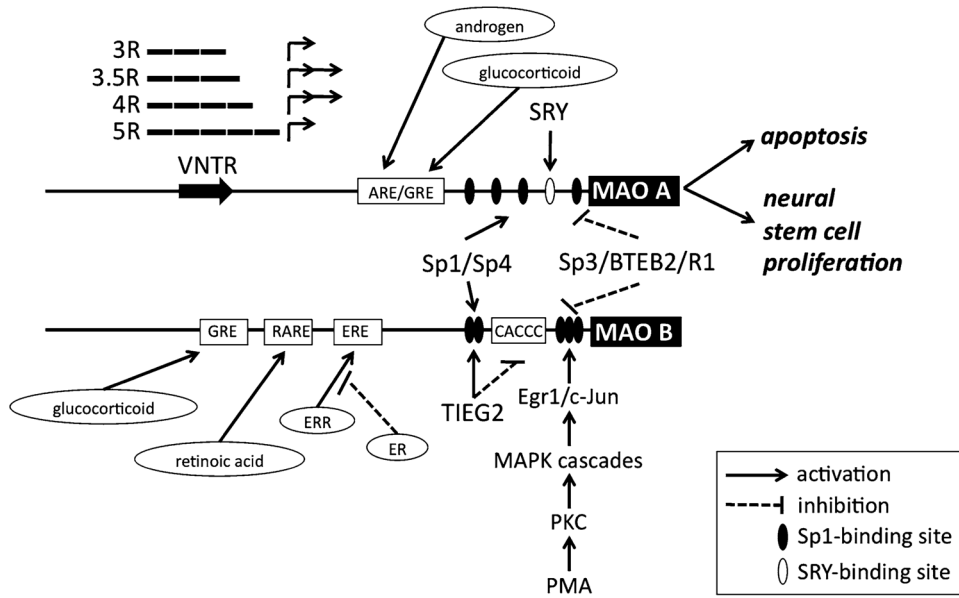 androgen
3R
3.5R
4R
5R
glucocorticoid
SRY
VNTR
apoptosis
ARE/GRE
MAO A
neural
stem cell
proliferation
Sp1/Sp4
Sp3/BTEB2/R1
GRE
RARE
ERE
CACCC
MAO B
glucocorticoid
ERR
TIEG2
Egr1/c-Jun
retinoic acid
ER
MAPK cascades
PKC
PMA
activation
inhibition
Sp1-binding site
SRY-binding site